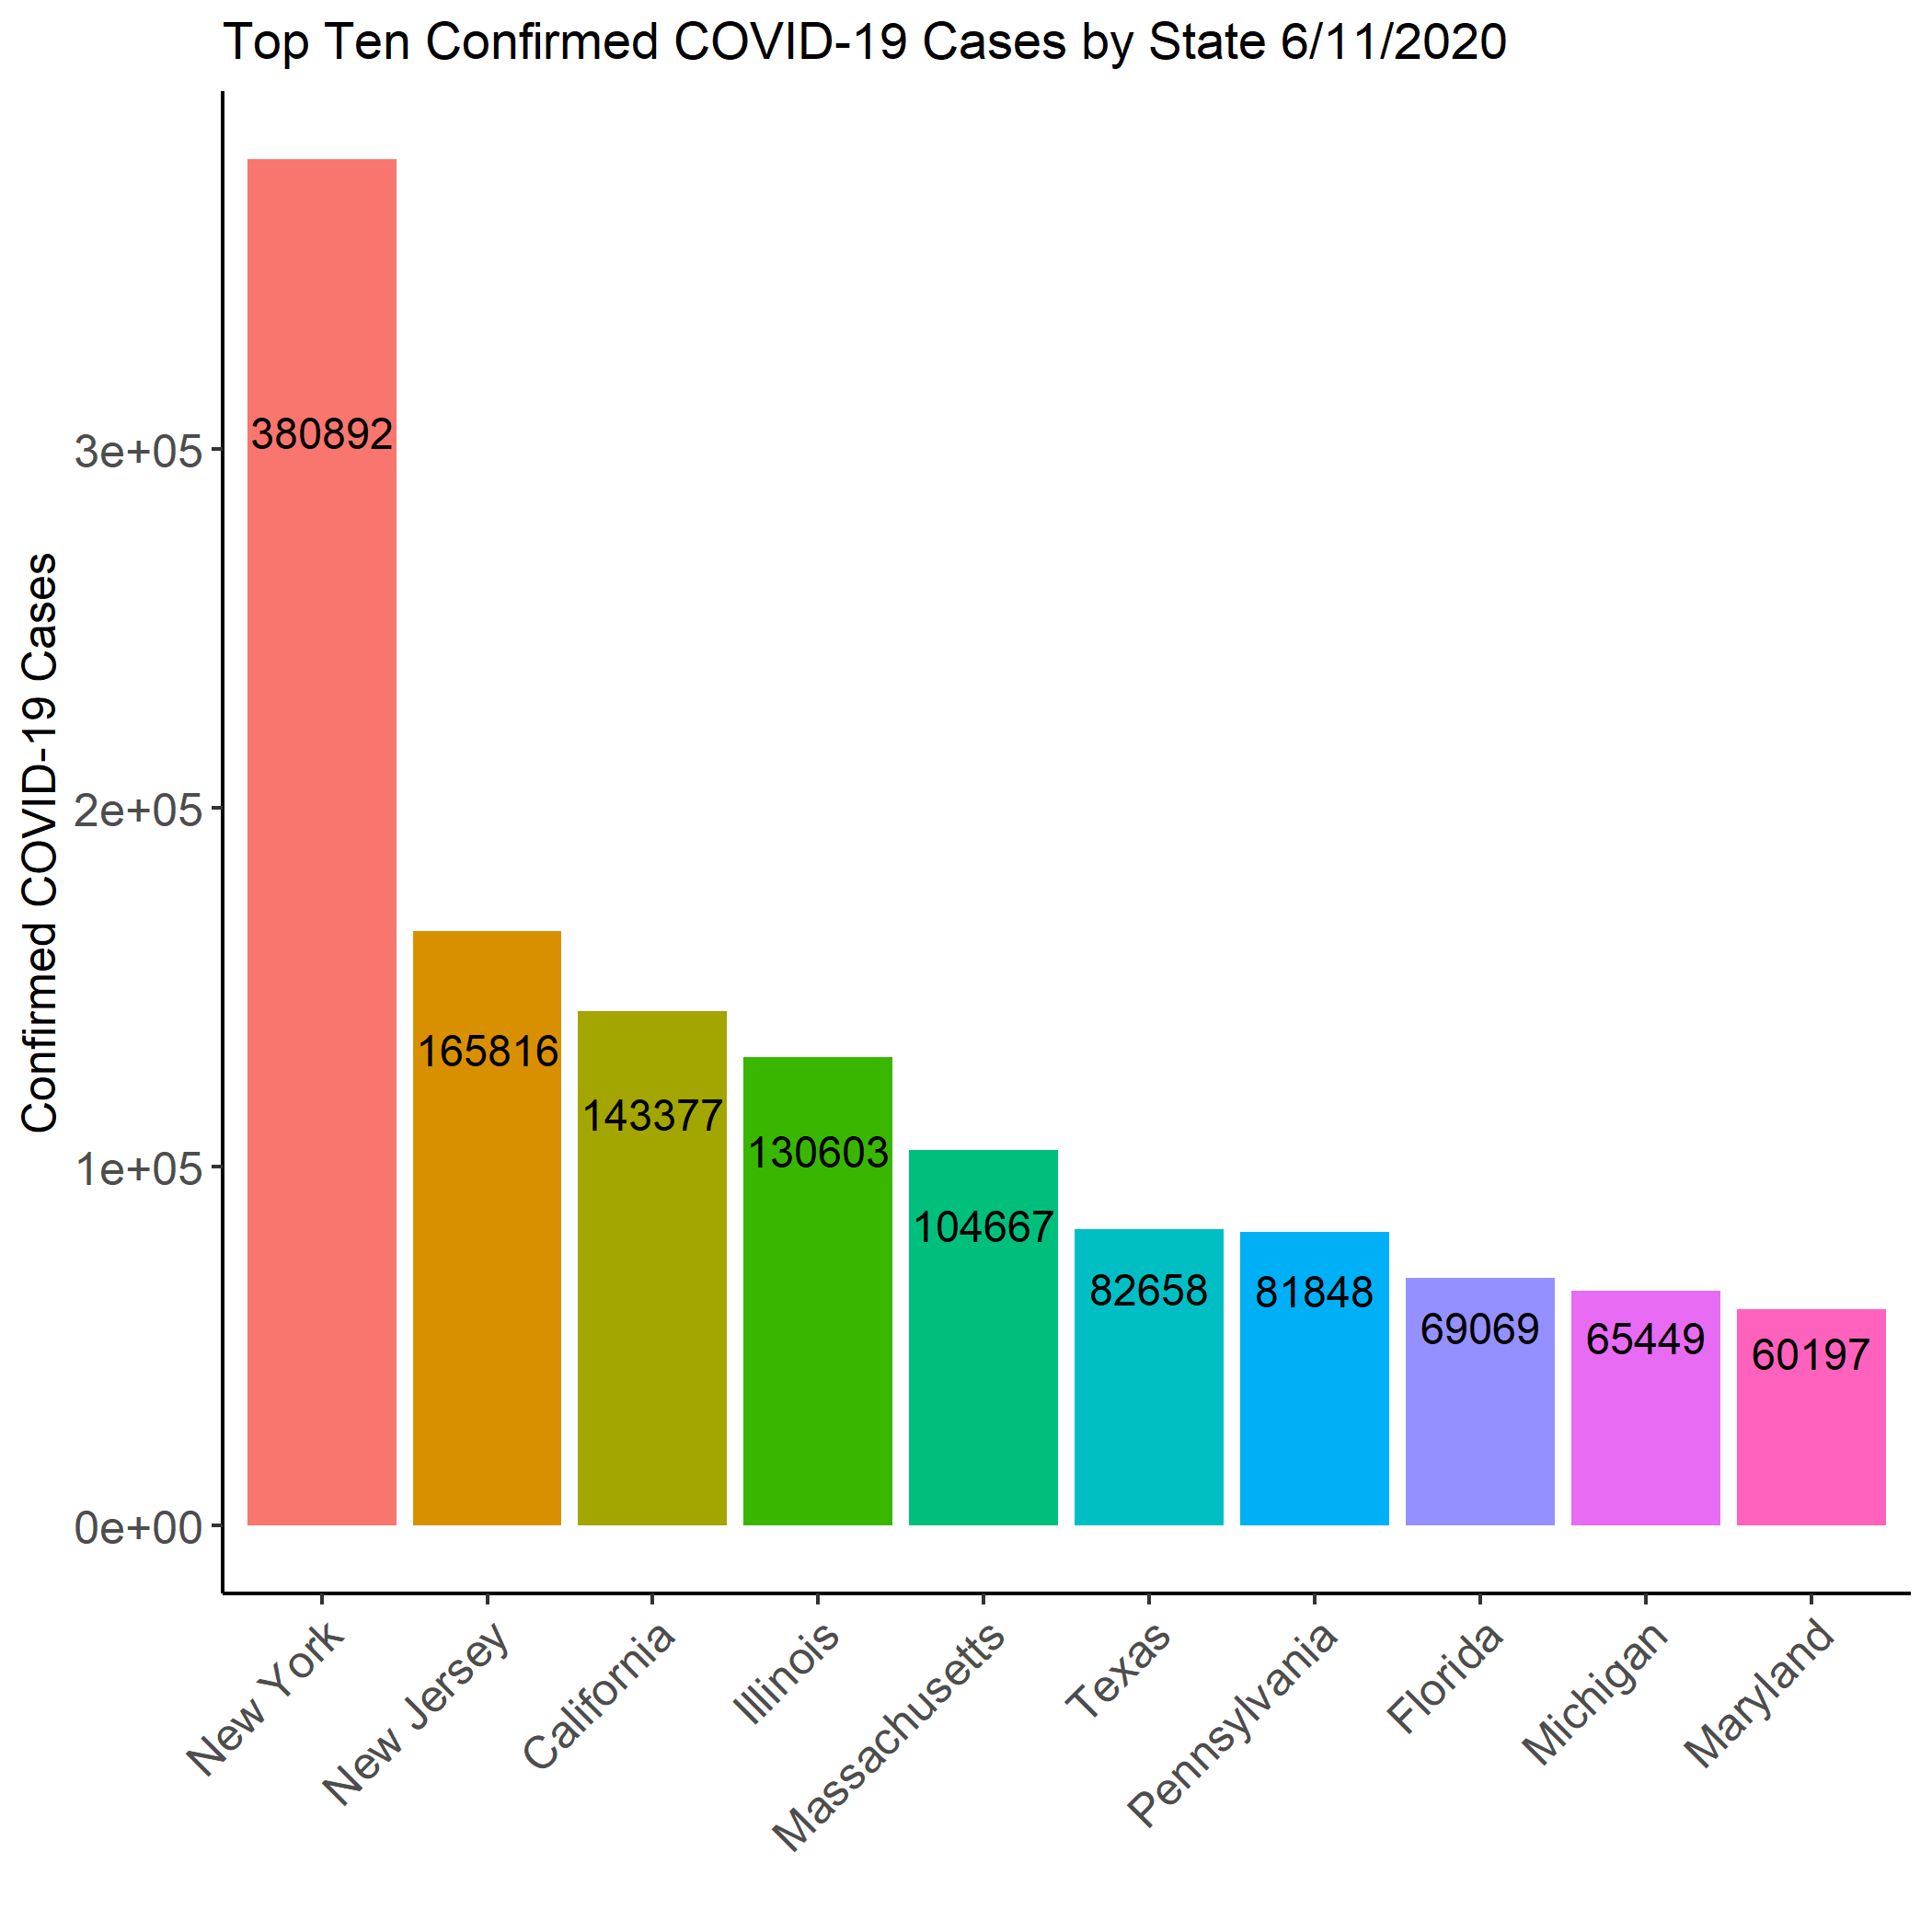 Top Ten Confirmed COVID-19 Cases by State 6/11/2020
Confirmed COVID-19 Cases
3e+05
2e+05
1e+05
0e+00
380892
165816
143377
130603
104667
82658
81848
69069
65449
60197
New York
New Jersey
California
Illinois
Massachusetts
Texas
Pennsylvania
Florida
Michigan
Maryland